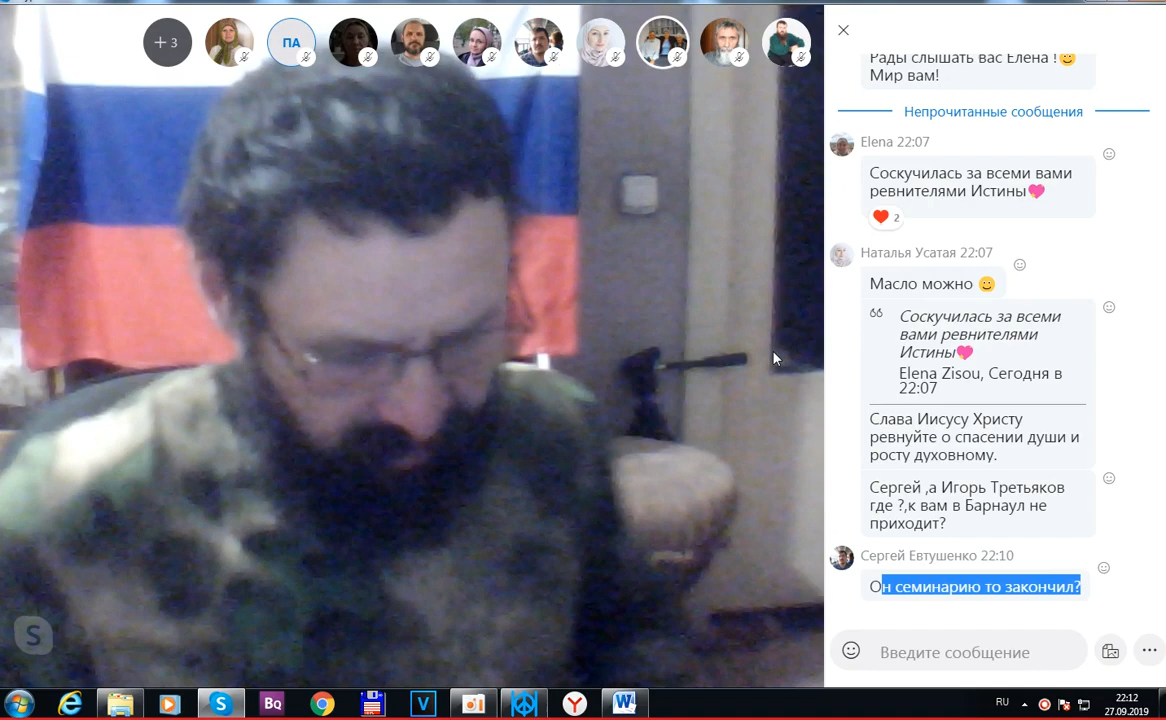 + 3
ПА
Рады слышать вас Елена !
Мир вам!
Непрочитанные сообщения
Elena 22:07
Соскучилась за всеми вами
ревнителями Истины
2
Наталья Усатая 22:07
Масло можно
Соскучилась за всеми
вами ревнителями
Истины
Elena Zisou, Сегодня в
22:07
Слава Иисусу Христу
ревнуйте о спасении души и
росту духовному.
Сергей ,а Игорь Третьяков
где ?,к вам в Барнаул не
приходит?
Сергей Евтушенко 22:10
Он семинарию то закончил?
Введите сообщение
S
Bq
V
Y
W
RU
22:12
27.09.2019